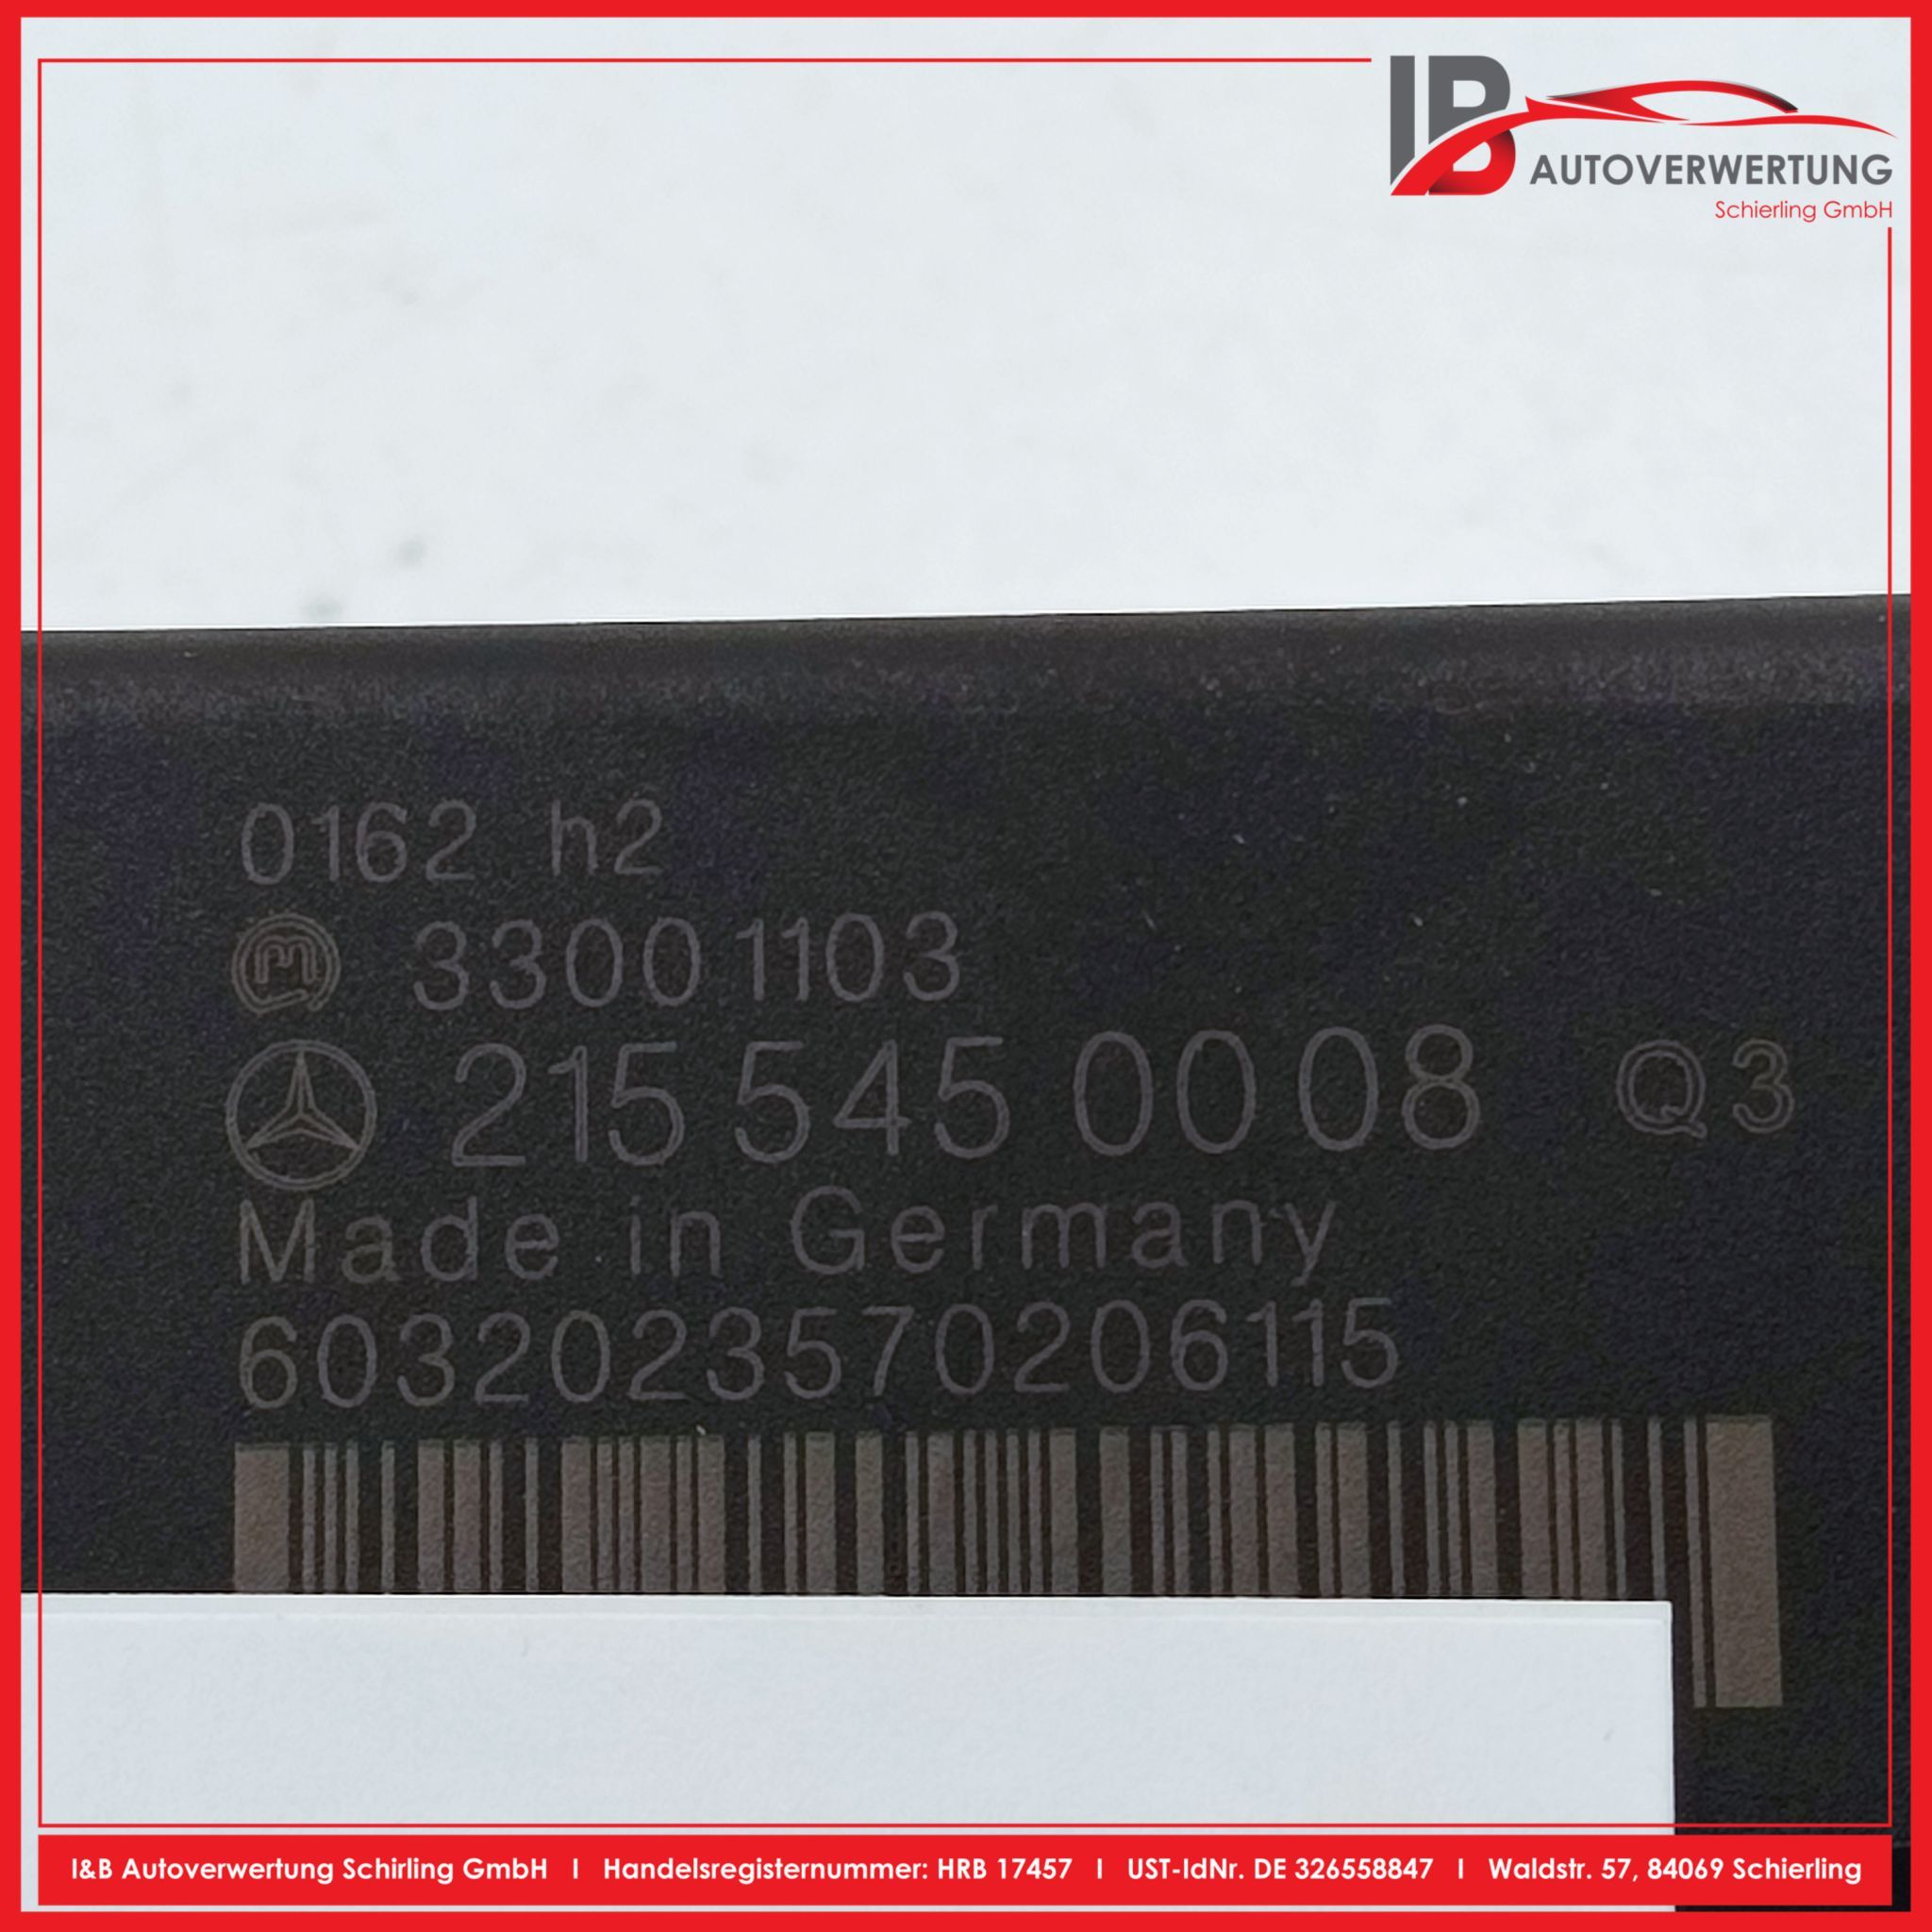 IB AUTOVERWERTUNG
Schierling GmbH
0162 h2
m 33001103
215 545 00 08 Q3
Made in Germany
6032023570206115
I&B Autoverwertung Schirling GmbH I Handelsregisternummer: HRB 17457 I UST-IdNr. DE 326558847 I Waldstr. 57, 84069 Schierling